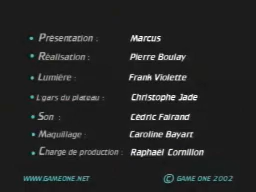 • Présentation : Marcus
• Réalisation : Pierre Boulay
• Lumière : Frank Violette
• L'gars du plateau : Christophe Jade
• Son : Cédric Fairand
• Maquillage : Caroline Bayart
• Chargé de production : Raphaël Cornillon
WWW.GAMEONE.NET © GAME ONE 2002